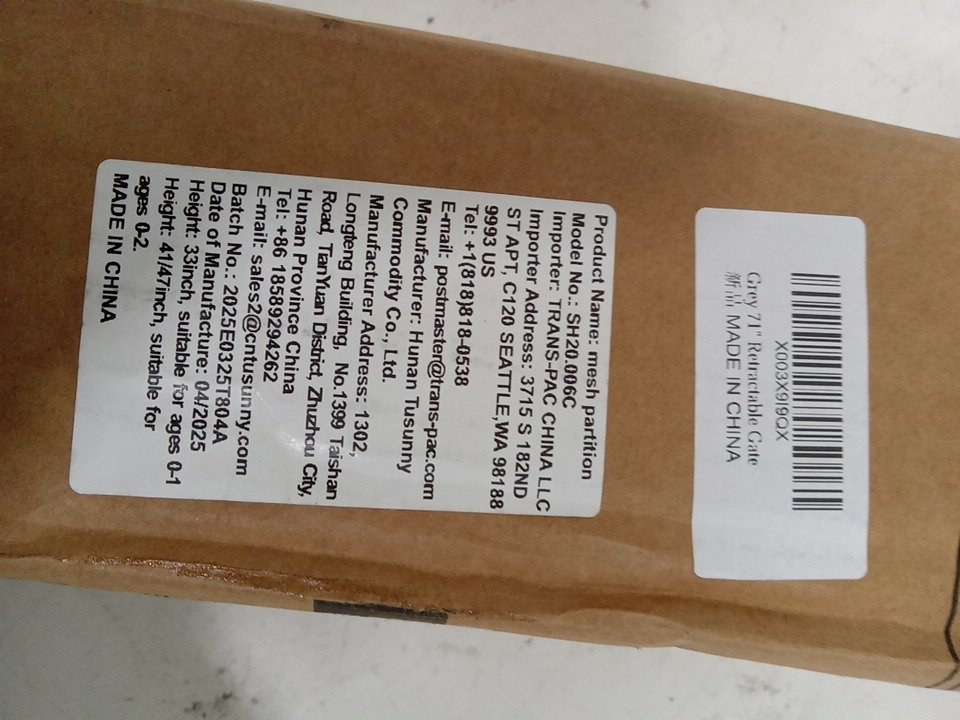 X003X9I9QX
Grey 71" Retractable Gate
新品 MADE IN CHINA
Product Name: mesh partition
Model No.: SH20.006C
Importer: TRANS-PAC CHINA LLC
Importer Address: 3715 S 182ND
ST APT, C120 SEATTLE,WA 98188
9993 US
Tel: +1(818)818-0538
E-mail: postmaster@trans-pac.com
Manufacturer: Hunan Tusunny
Commodity Co., Ltd.
Manufacturer Address: 1302,
Longteng Building, No.1399 Taishan
Road, TianYuan District, Zhuzhou City,
Hunan Province China
Tel: +86 18589294262
E-mail: sales2@cntusunny.com
Batch No.: 2025E0325T804A
Date of Manufacture: 04/2025
Height: 33inch, suitable for ages 0-1
Height: 41/47inch, suitable for
ages 0-2.
MADE IN CHINA